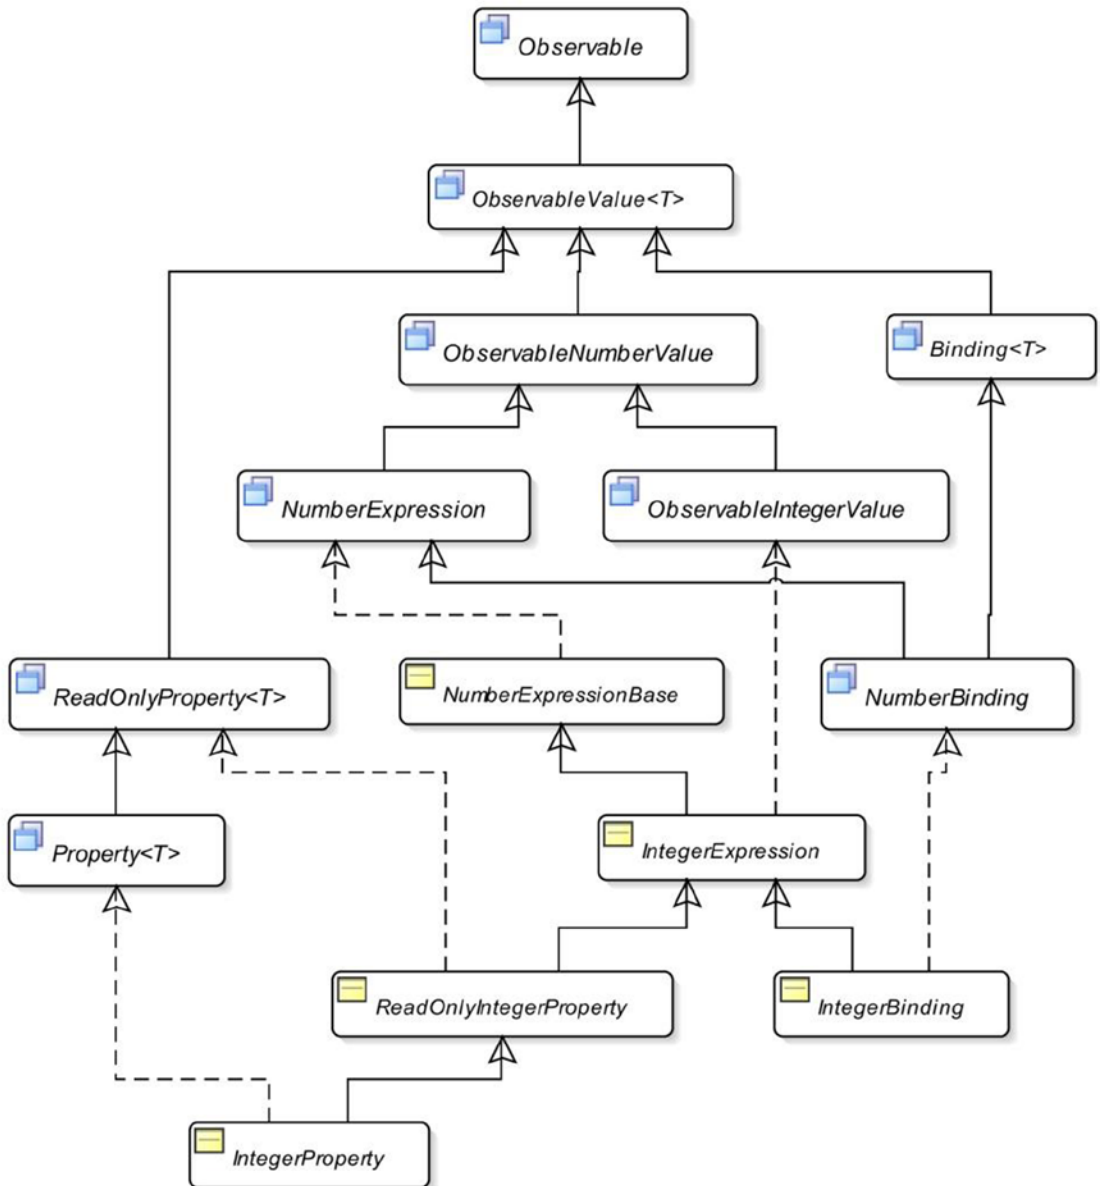 Observable
ObservableValue<T>
ObservableNumberValue
Binding<T>
NumberExpression
ObservableIntegerValue
ReadOnlyProperty<T>
NumberExpressionBase
NumberBinding
Property<T>
IntegerExpression
ReadOnlyIntegerProperty
IntegerBinding
IntegerProperty